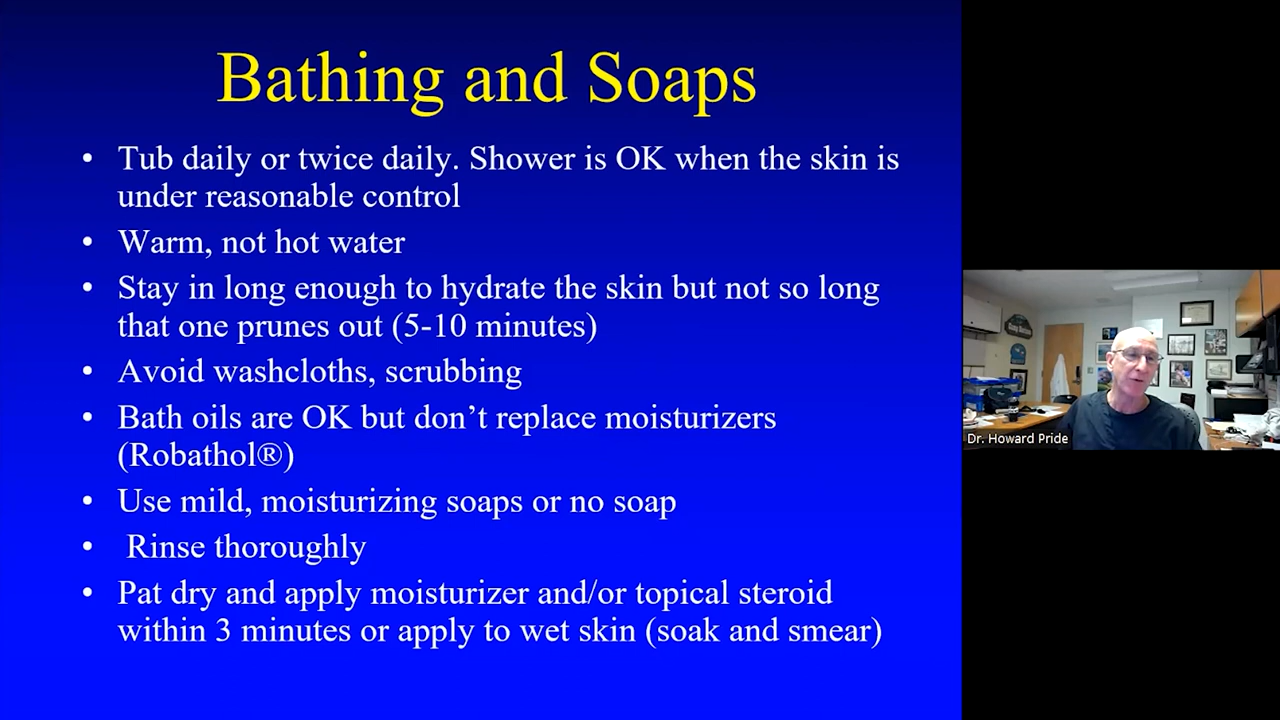 Bathing and Soaps
• Tub daily or twice daily. Shower is OK when the skin is
under reasonable control
• Warm, not hot water
• Stay in long enough to hydrate the skin but not so long
that one prunes out (5-10 minutes)
• Avoid washcloths, scrubbing
• Bath oils are OK but don’t replace moisturizers
(Robathol®)
• Use mild, moisturizing soaps or no soap
• Rinse thoroughly
• Pat dry and apply moisturizer and/or topical steroid
within 3 minutes or apply to wet skin (soak and smear)
Dr. Howard Pride